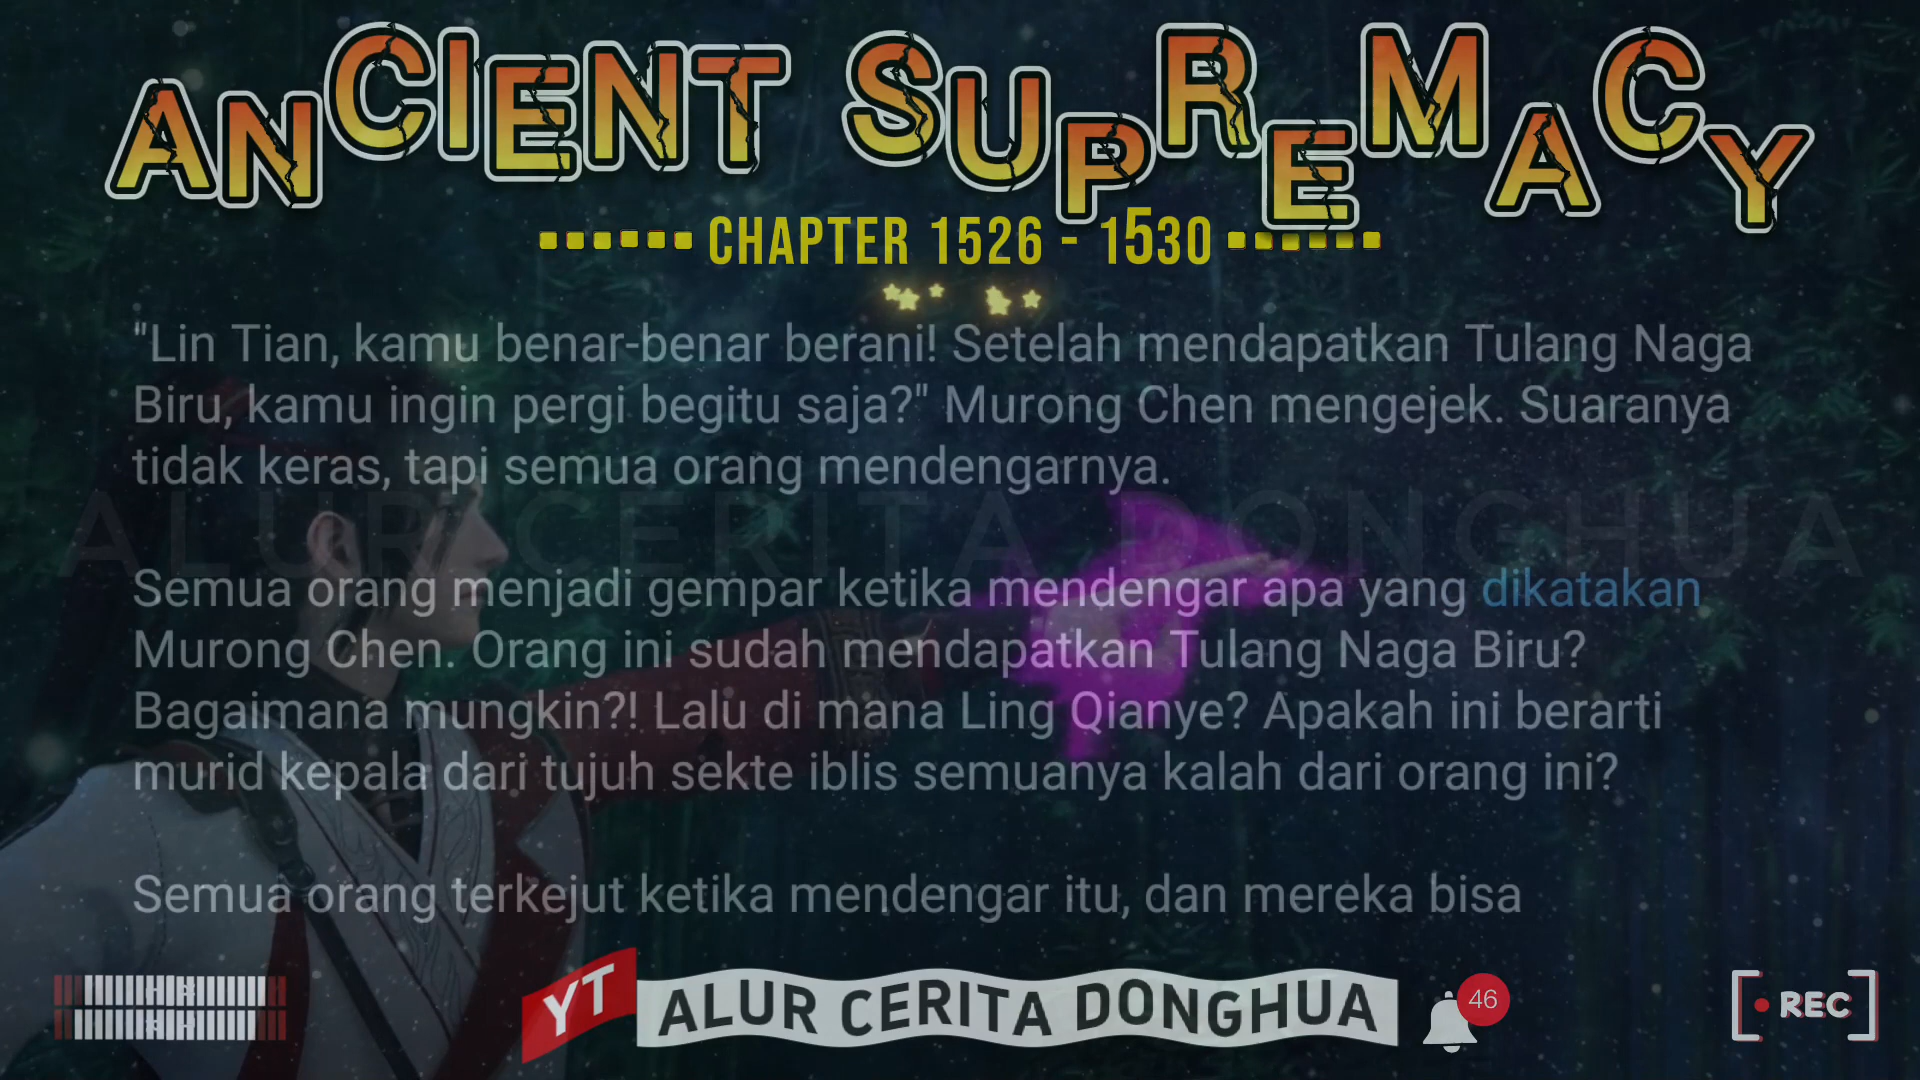 ANCIENT SUPREMACY
CHAPTER 1526 - 1530
"Lin Tian, kamu benar-benar berani! Setelah mendapatkan Tulang Naga
Biru, kamu ingin pergi begitu saja?" Murong Chen mengejek. Suaranya
tidak keras, tapi semua orang mendengarnya.
ALUR CERITA DONGHUA
Semua orang menjadi gempar ketika mendengar apa yang dikatakan
Murong Chen. Orang ini sudah mendapatkan Tulang Naga Biru?
Bagaimana mungkin?! Lalu di mana Ling Qianye? Apakah ini berarti
murid kepala dari tujuh sekte iblis semuanya kalah dari orang ini?
Semua orang terkejut ketika mendengar itu, dan mereka bisa
YT ALUR CERITA DONGHUA 46
REC